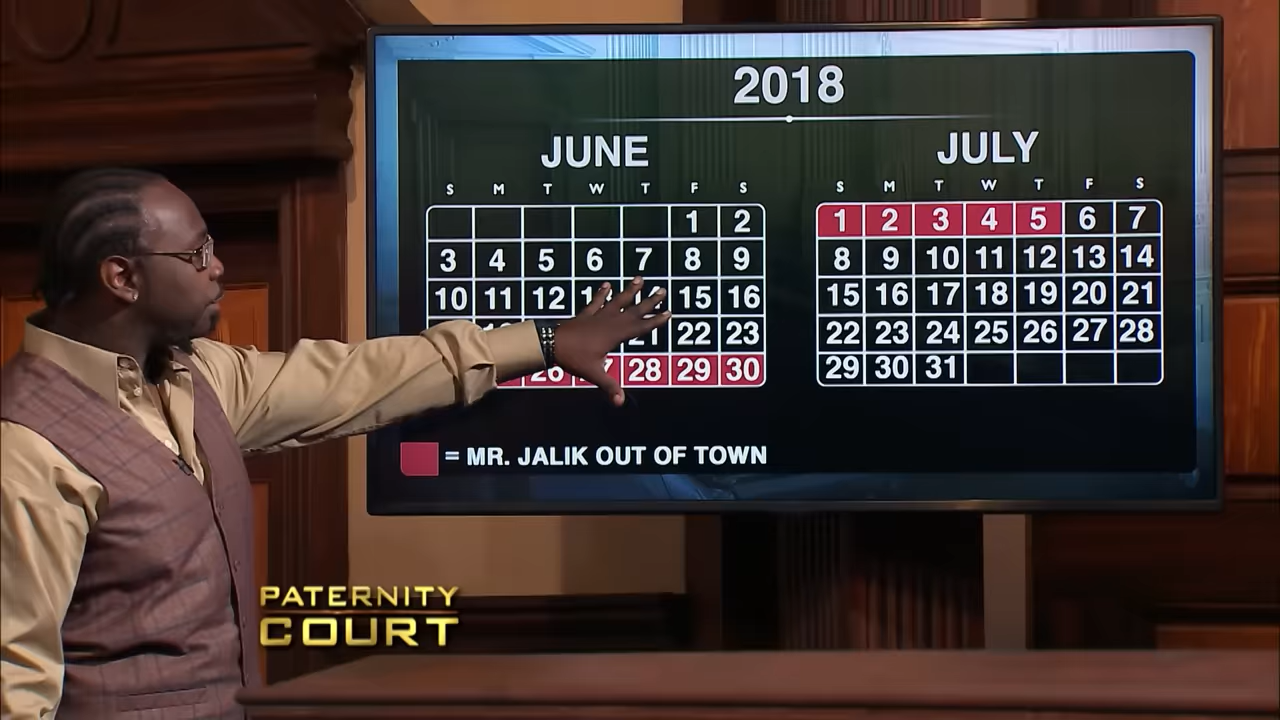 2018
JUNE
S M T W T F S
1 2
3 4 5 6 7 8 9
10 11 12 15 16
21 22 23
26 28 29 30
= MR. JALIK OUT OF TOWN
JULY
S M T W T F S
1 2 3 4 5 6 7
8 9 10 11 12 13 14
15 16 17 18 19 20 21
22 23 24 25 26 27 28
29 30 31
PATERNITY
COURT